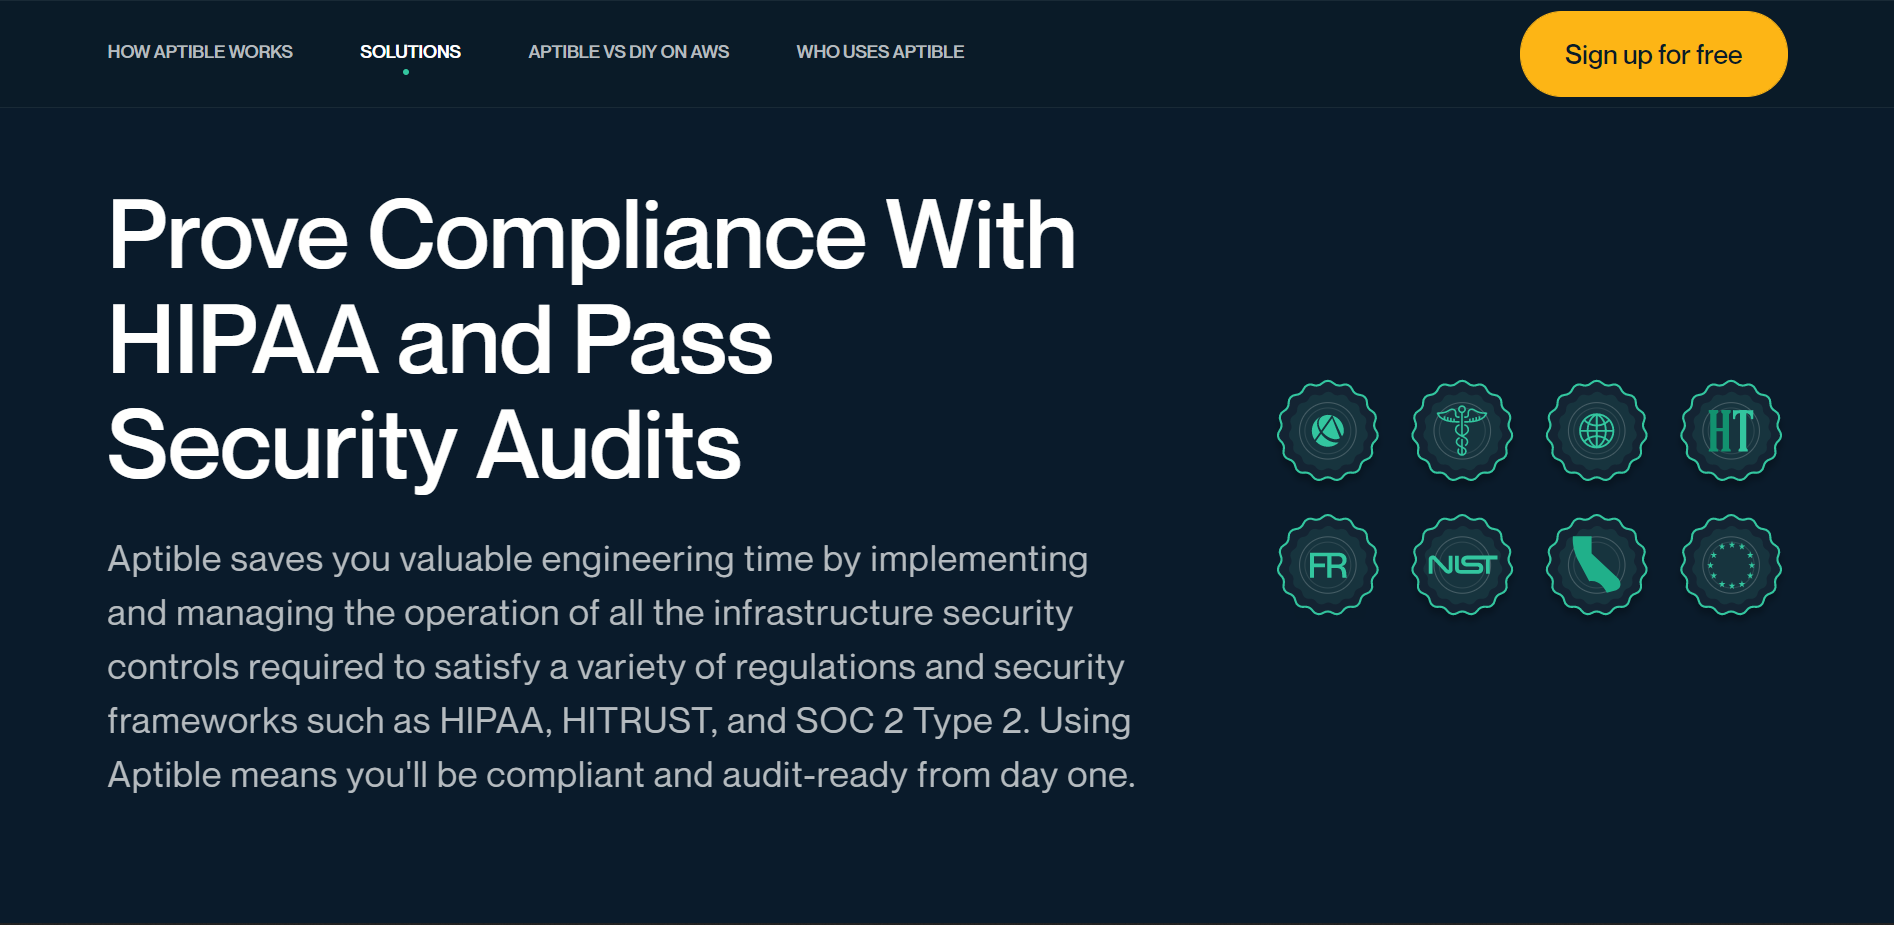 HOW APTIBLE WORKS
SOLUTIONS
APTIBLE VS DIY ON AWS
WHO USES APTIBLE
Sign up for free
Prove Compliance With
HIPAA and Pass
Security Audits
Aptible saves you valuable engineering time by implementing
and managing the operation of all the infrastructure security
controls required to satisfy a variety of regulations and security
frameworks such as HIPAA, HITRUST, and SOC 2 Type 2. Using
Aptible means you'll be compliant and audit-ready from day one.
HT
FR
NIST